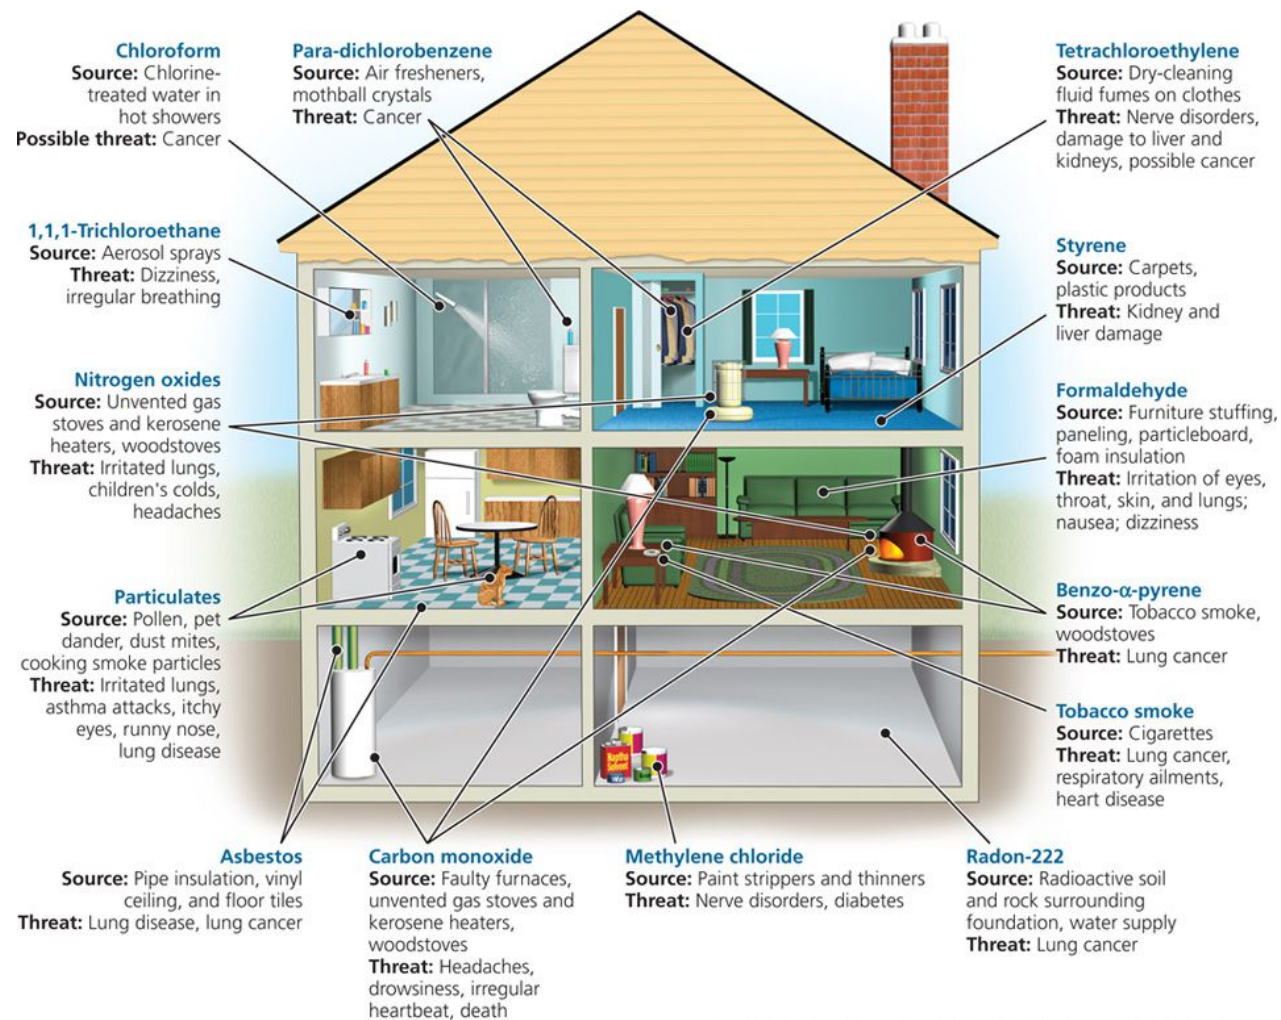 Chloroform
Source: Chlorine-
treated water in
hot showers
Possible threat: Cancer
Para-dichlorobenzene
Source: Air fresheners,
mothball crystals
Threat: Cancer
Tetrachloroethylene
Source: Dry-cleaning
fluid fumes on clothes
Threat: Nerve disorders,
damage to liver and
kidneys, possible cancer
1,1,1-Trichloroethane
Source: Aerosol sprays
Threat: Dizziness,
irregular breathing
Styrene
Source: Carpets,
plastic products
Threat: Kidney and
liver damage
Nitrogen oxides
Source: Unvented gas
stoves and kerosene
heaters, woodstoves
Threat: Irritated lungs,
children's colds,
headaches
Formaldehyde
Source: Furniture stuffing,
paneling, particleboard,
foam insulation
Threat: Irritation of eyes,
throat, skin, and lungs;
nausea; dizziness
Particulates
Source: Pollen, pet
dander, dust mites,
cooking smoke particles
Threat: Irritated lungs,
asthma attacks, itchy
eyes, runny nose,
lung disease
Benzo-α-pyrene
Source: Tobacco smoke,
woodstoves
Threat: Lung cancer
Tobacco smoke
Source: Cigarettes
Threat: Lung cancer,
respiratory ailments,
heart disease
Naptha
Solvent
Asbestos
Source: Pipe insulation, vinyl
ceiling, and floor tiles
Threat: Lung disease, lung cancer
Carbon monoxide
Source: Faulty furnaces,
unvented gas stoves and
kerosene heaters,
woodstoves
Threat: Headaches,
drowsiness, irregular
heartbeat, death
Methylene chloride
Source: Paint strippers and thinners
Threat: Nerve disorders, diabetes
Radon-222
Source: Radioactive soil
and rock surrounding
foundation, water supply
Threat: Lung cancer